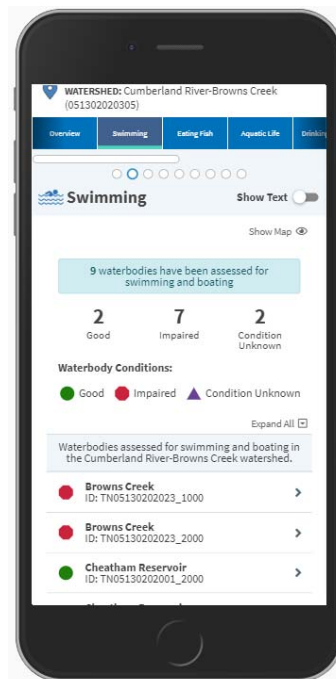 WATERSHED: Cumberland River-Browns Creek
(051302020305)
Overview Swimming Eating Fish Aquatic Life Drinking
Swimming Show Text
Show Map
9 waterbodies have been assessed for
swimming and boating
2 7 2
Good Impaired Condition
Unknown
Waterbody Conditions:
Good Impaired Condition Unknown
Expand All
Waterbodies assessed for swimming and boating in
the Cumberland River-Browns Creek watershed.
Browns Creek
ID: TN05130202023_1000
Browns Creek
ID: TN05130202023_2000
Cheatham Reservoir
ID: TN05130202001_2000